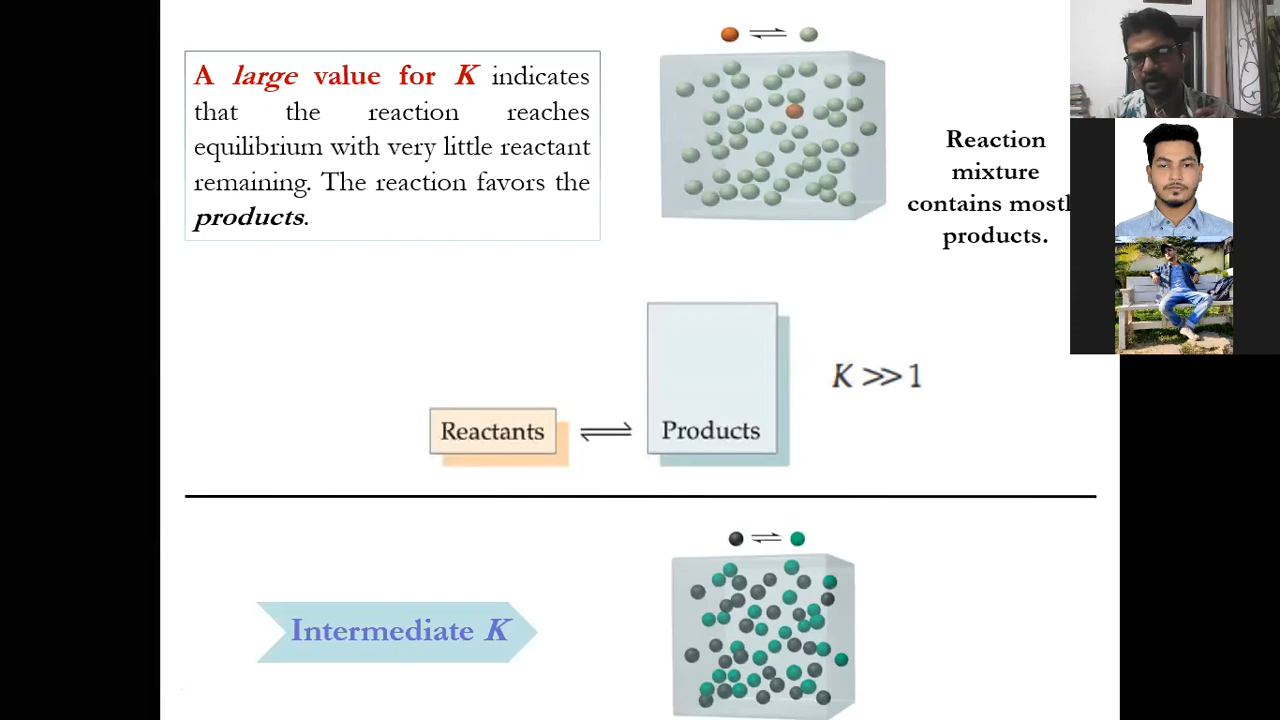 A large value for K indicates
that the reaction reaches
equilibrium with very little reactant
remaining. The reaction favors the
products.
Reaction
mixture
contains mostl
products.
K >> 1
Reactants ⇌ Products
Intermediate K